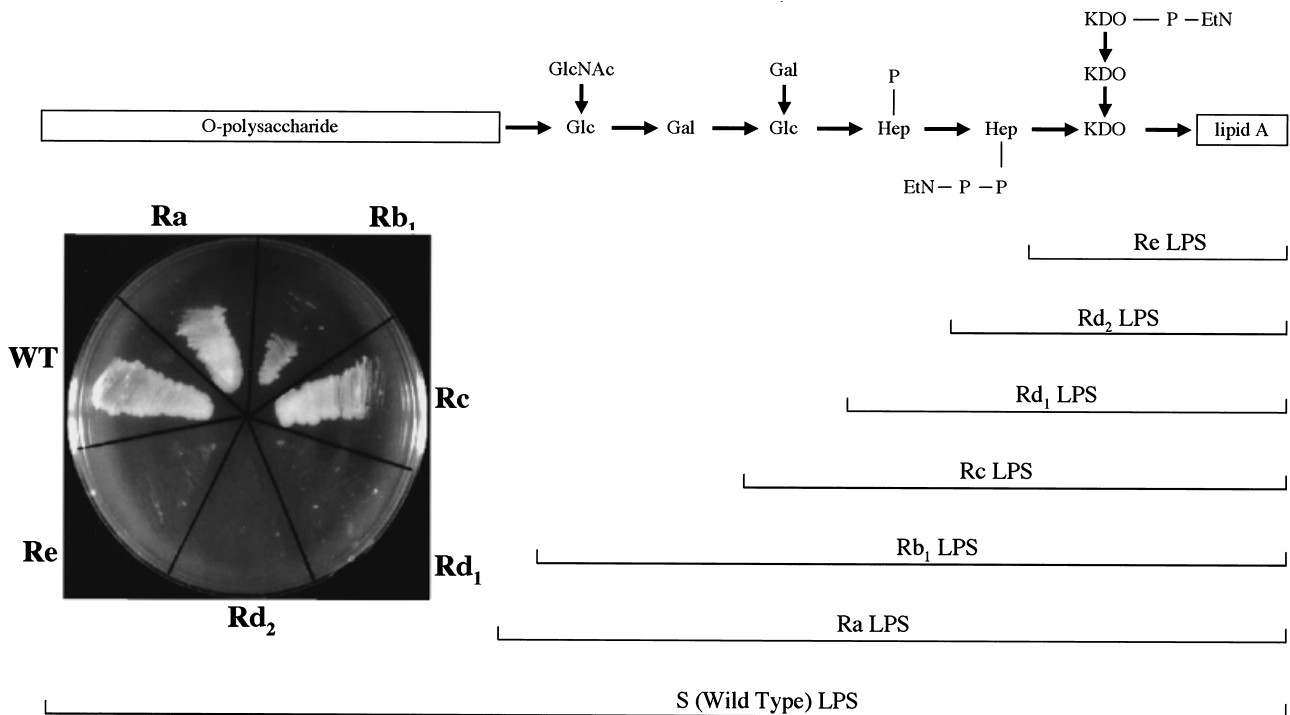 KDO — P — EtN
GlcNAc Gal P KDO
O-polysaccharide Glc Gal Glc Hep Hep KDO lipid A
EtN — P — P
Ra Rb₁
Re LPS
Rd₂ LPS
WT
Rc
Rd₁ LPS
Rc LPS
Re
Rd₁
Rb₁ LPS
Rd₂
Ra LPS
S (Wild Type) LPS